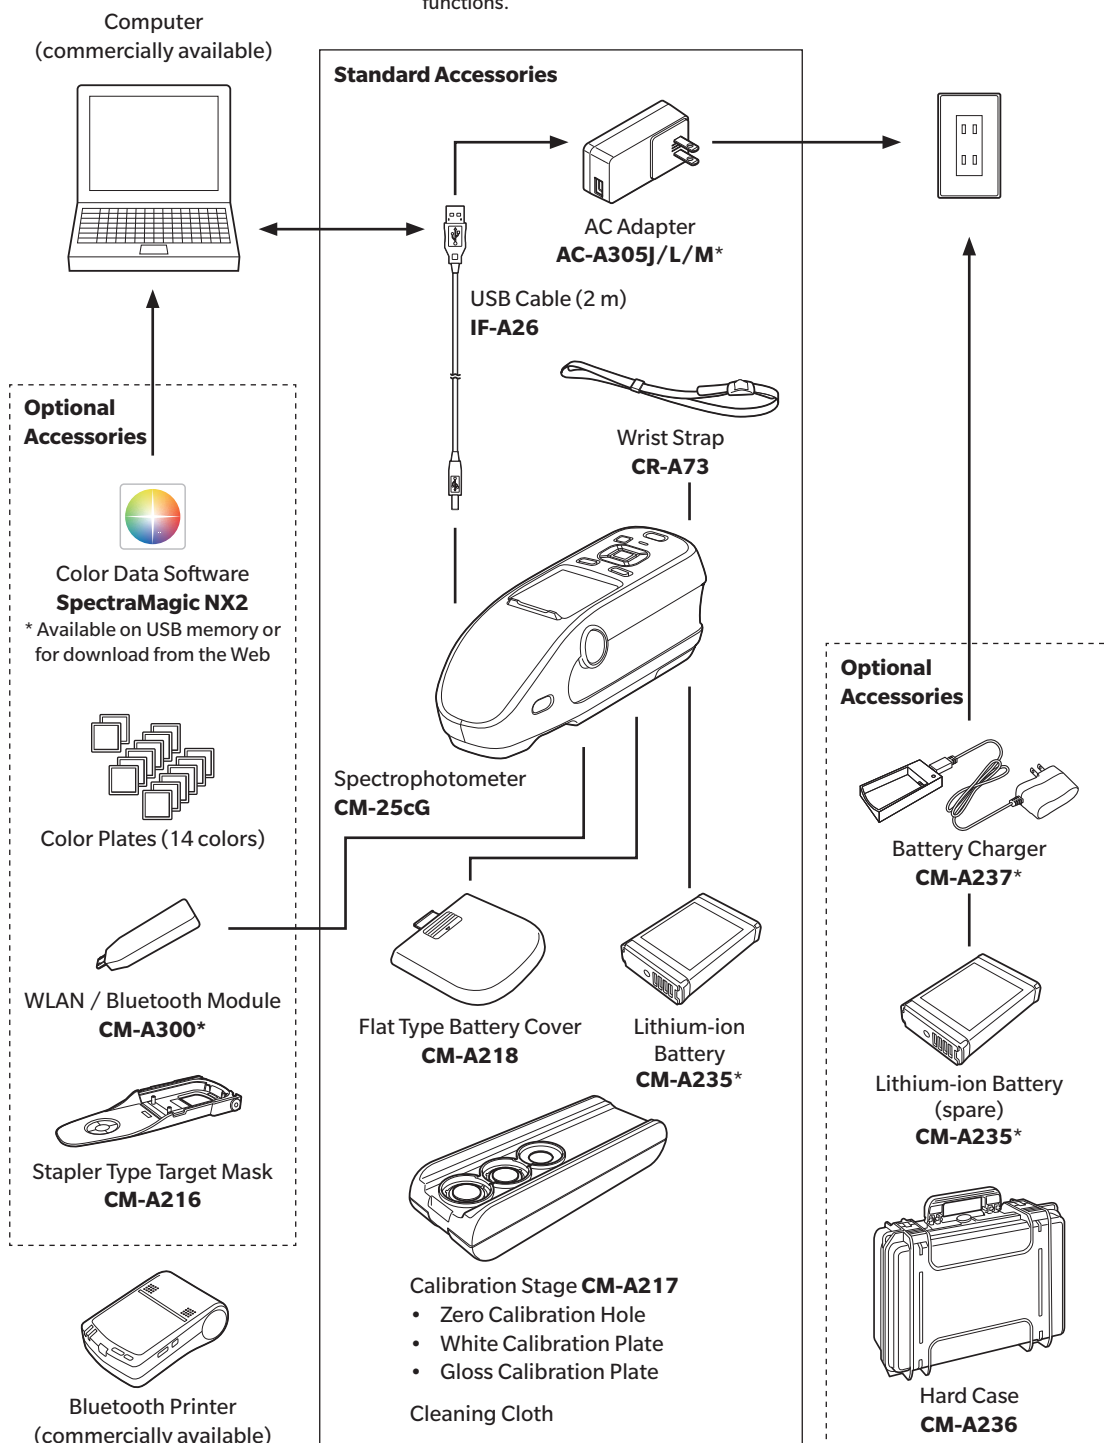 functions.
Computer
(commercially available)
Standard Accessories
AC Adapter
AC-A305J/L/M*
USB Cable (2 m)
IF-A26
Wrist Strap
CR-A73
Optional
Accessories
Color Data Software
SpectraMagic NX2
* Available on USB memory or
for download from the Web
Color Plates (14 colors)
WLAN / Bluetooth Module
CM-A300*
Stapler Type Target Mask
CM-A216
Bluetooth Printer
(commercially available)
Spectrophotometer
CM-25cG
Flat Type Battery Cover
CM-A218
Lithium-ion
Battery
CM-A235*
Calibration Stage CM-A217
• Zero Calibration Hole
• White Calibration Plate
• Gloss Calibration Plate
Cleaning Cloth
Optional
Accessories
Battery Charger
CM-A237*
Lithium-ion Battery
(spare)
CM-A235*
Hard Case
CM-A236